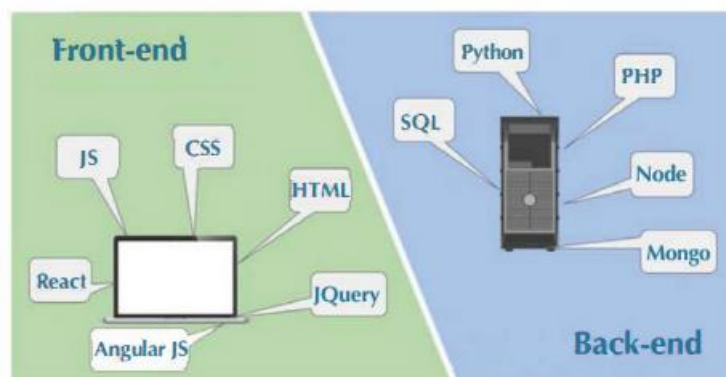 Front-end
JS
CSS
HTML
React
JQuery
Angular JS
Python
PHP
SQL
Node
Mongo
Back-end